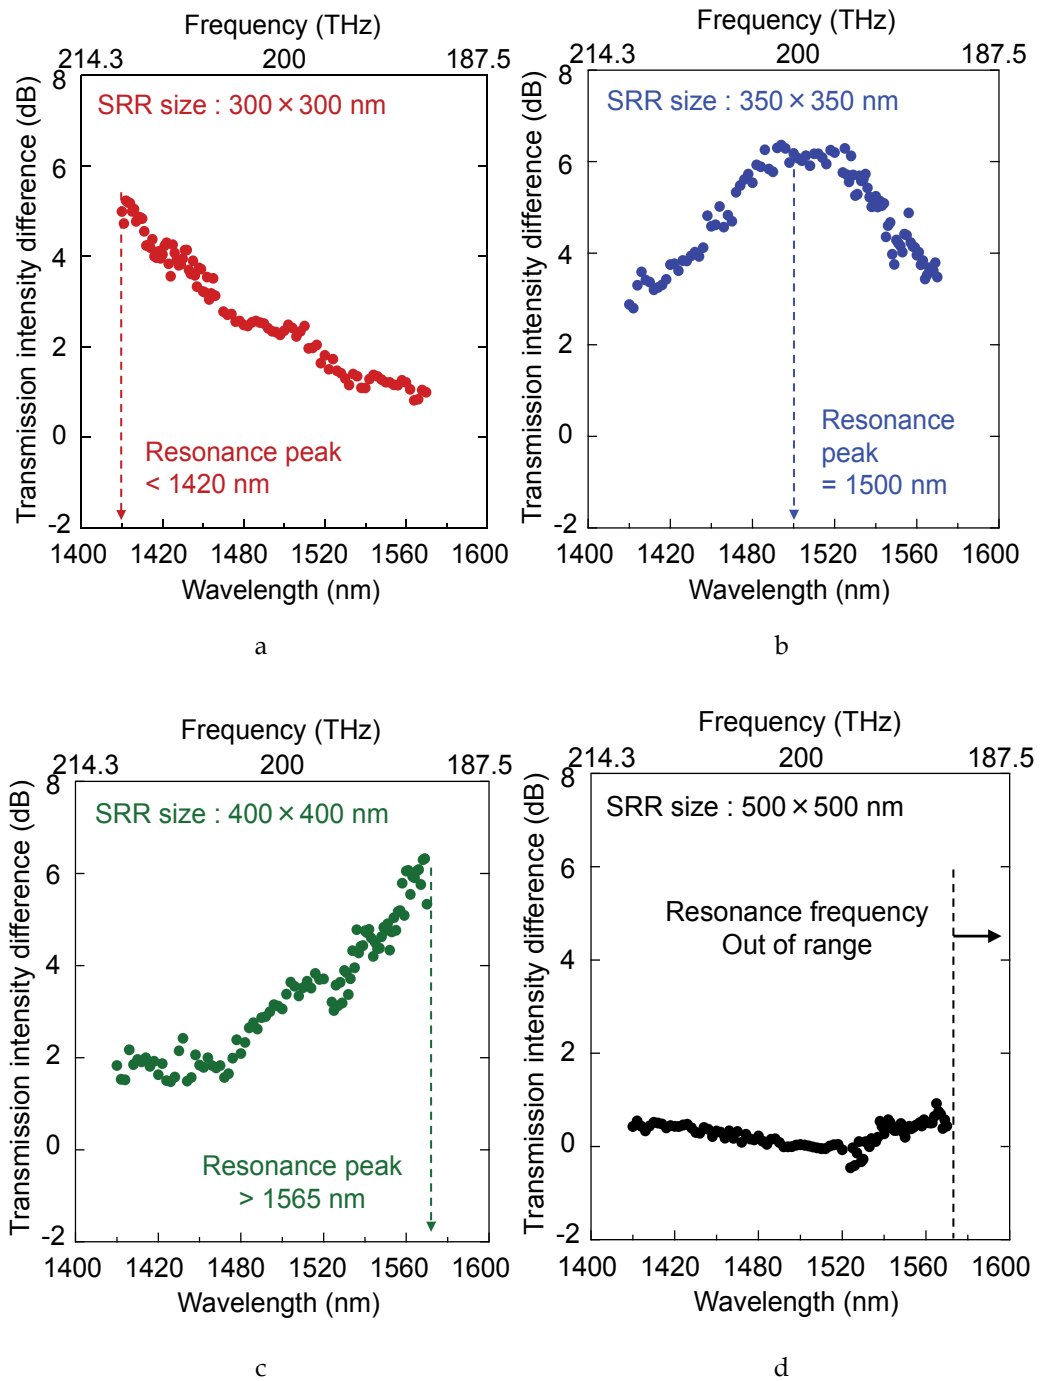 Frequency (THz)
214.3 200 187.5
8
6
4
2
0
-2
Transmission intensity difference (dB)
SRR size : 300 × 300 nm
Resonance peak
< 1420 nm
1400 1420 1480 1520 1560 1600
Wavelength (nm)
a
Frequency (THz)
214.3 200 187.5
8
6
4
2
0
-2
Transmission intensity difference (dB)
SRR size : 350 × 350 nm
Resonance
peak
= 1500 nm
1400 1420 1480 1520 1560 1600
Wavelength (nm)
b
Frequency (THz)
214.3 200 187.5
8
6
4
2
0
-2
Transmission intensity difference (dB)
SRR size : 400 × 400 nm
Resonance peak
> 1565 nm
1400 1420 1480 1520 1560 1600
Wavelength (nm)
c
Frequency (THz)
214.3 200 187.5
8
6
4
2
0
-2
Transmission intensity difference (dB)
SRR size : 500 × 500 nm
Resonance frequency
Out of range
1400 1420 1480 1520 1560 1600
Wavelength (nm)
d